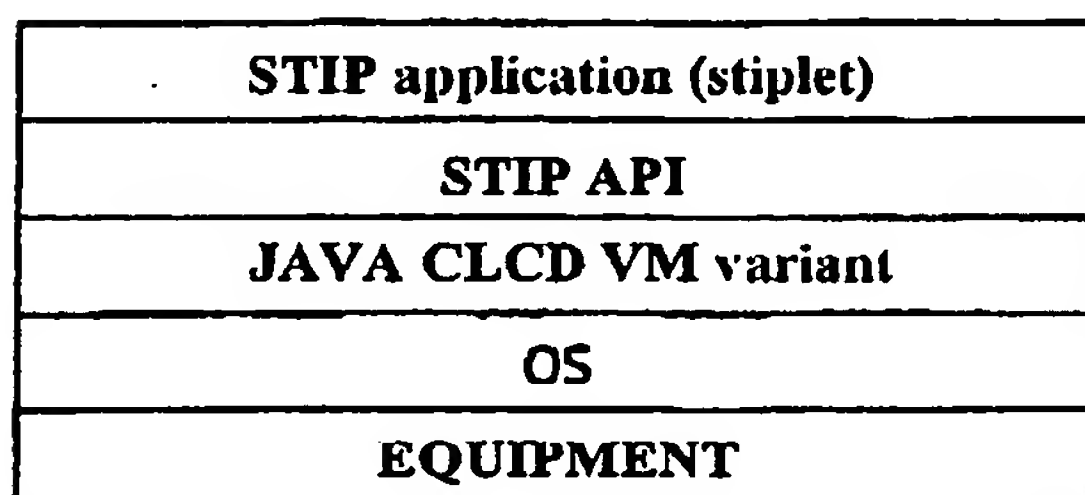 STIP application (stiplet)
STIP API
JAVA CLCD VM variant
OS
EQUIPMENT